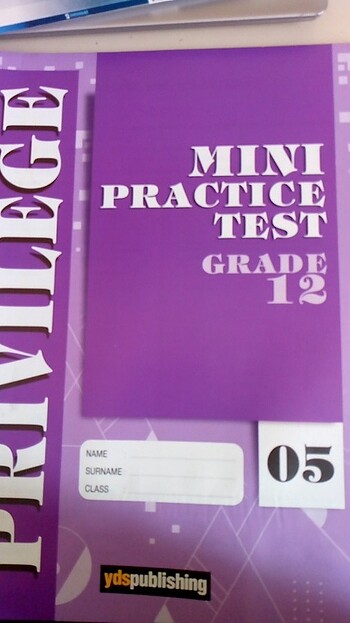 PRIVILEGE
MINI
PRACTICE
TEST
GRADE
12
NAME
SURNAME
CLASS
05
ydspublishing